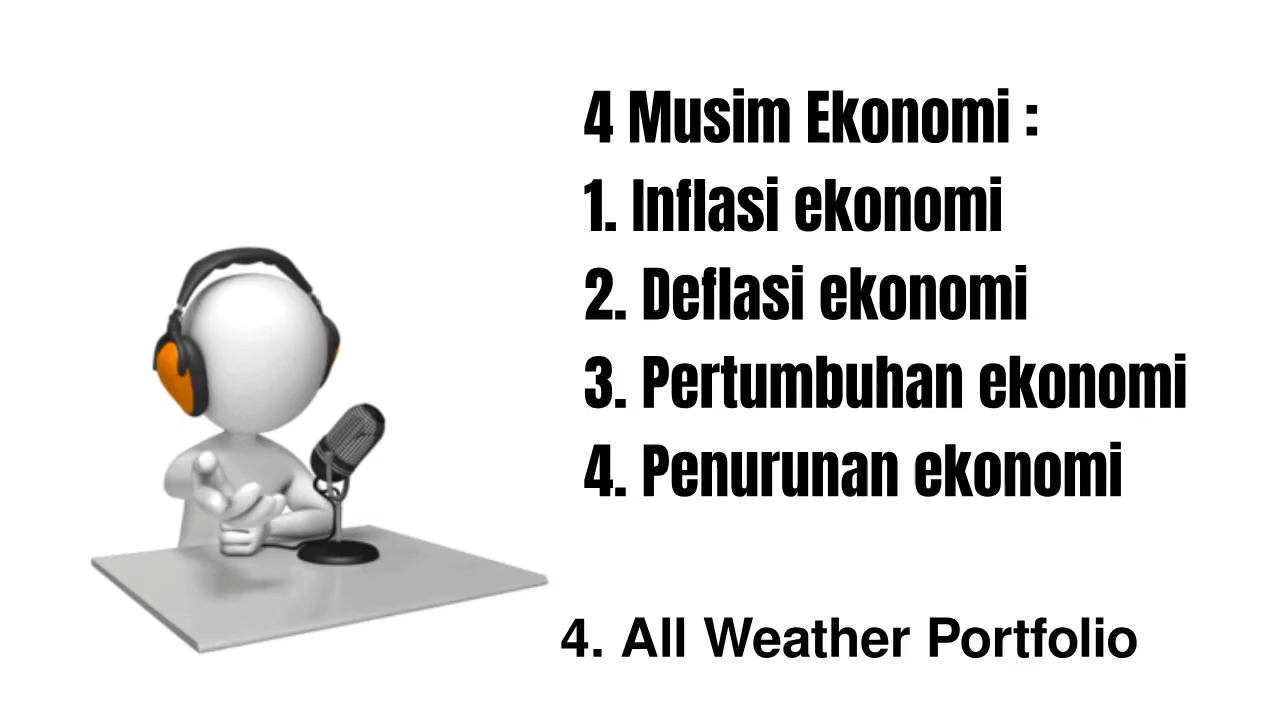 4 Musim Ekonomi :
1. Inflasi ekonomi
2. Deflasi ekonomi
3. Pertumbuhan ekonomi
4. Penurunan ekonomi
4. All Weather Portfolio